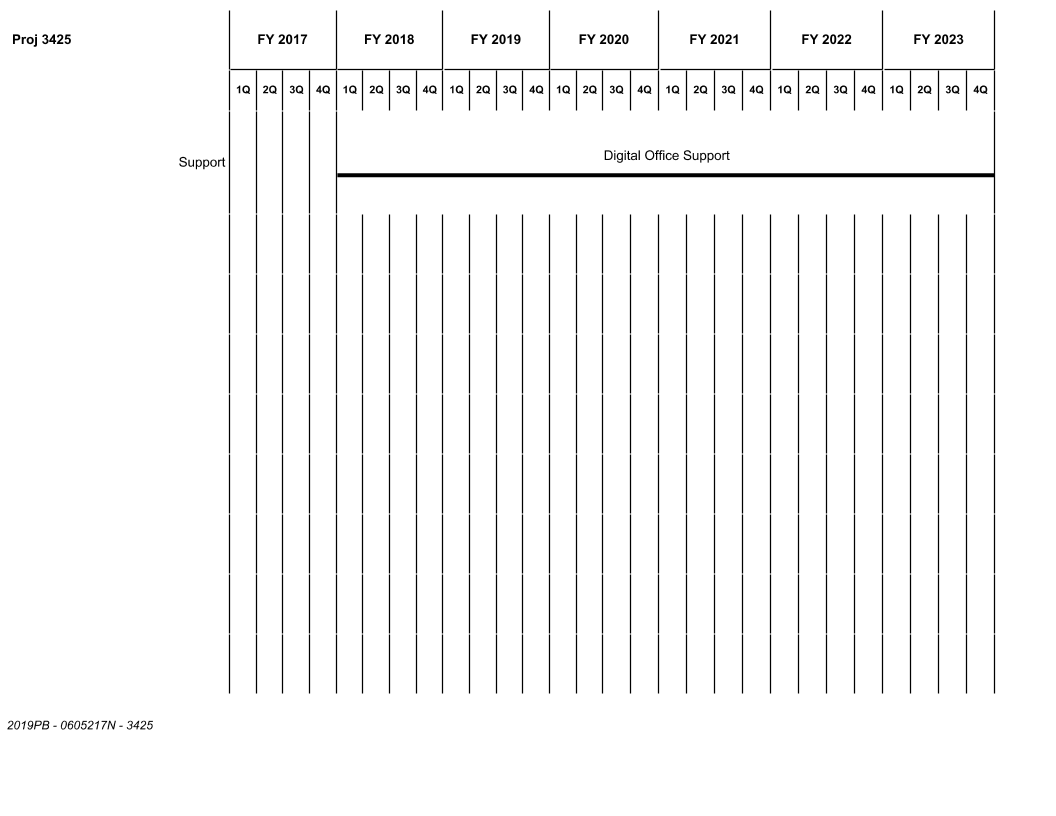 Proj 3425 FY 2017 FY 2018 FY 2019 FY 2020 FY 2021 FY 2022 FY 2023
1Q 2Q 3Q 4Q 1Q 2Q 3Q 4Q 1Q 2Q 3Q 4Q 1Q 2Q 3Q 4Q 1Q 2Q 3Q 4Q 1Q 2Q 3Q 4Q 1Q 2Q 3Q 4Q
Digital Office Support
Support
2019PB - 0605217N - 3425